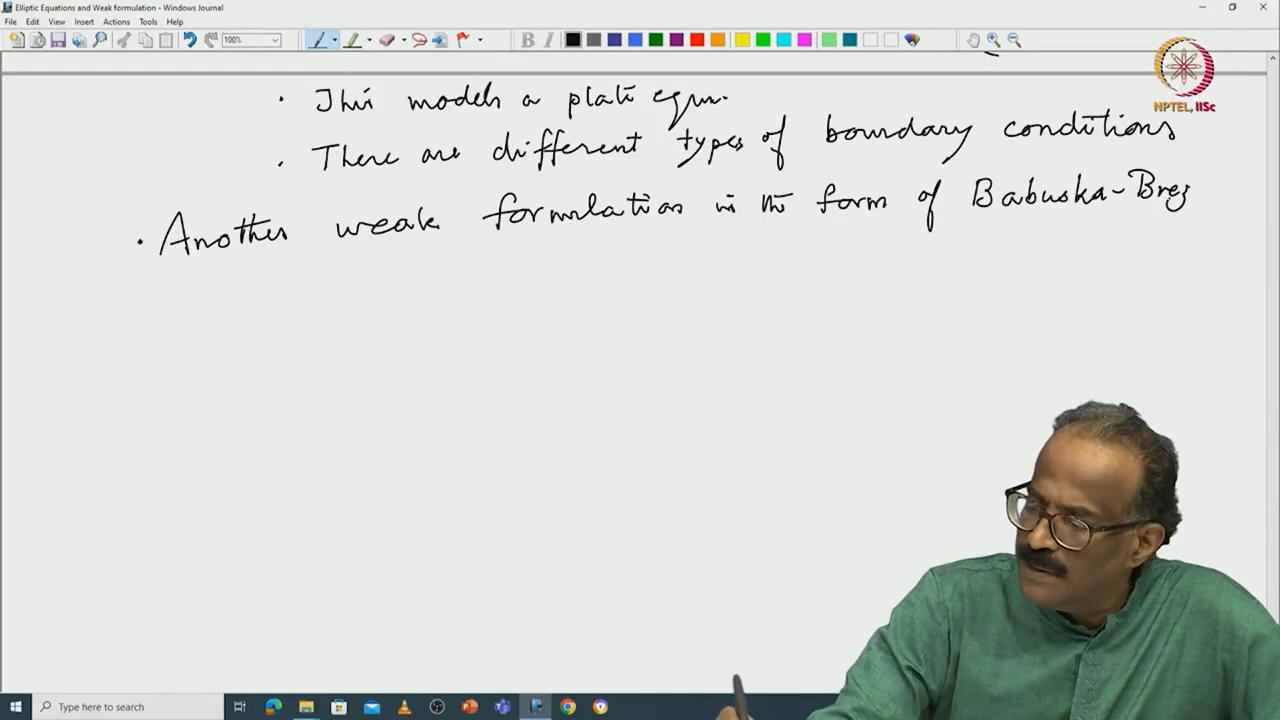 Elliptic Equations and Weak formulation - Windows Journal
File Edit View Insert Actions Tools Help
100%
B I
NPTEL, IISc
· This models a plate eqn.
· There are different types of boundary conditions
· Another weak formulation in the form of Babuska-Brez
Type here to search